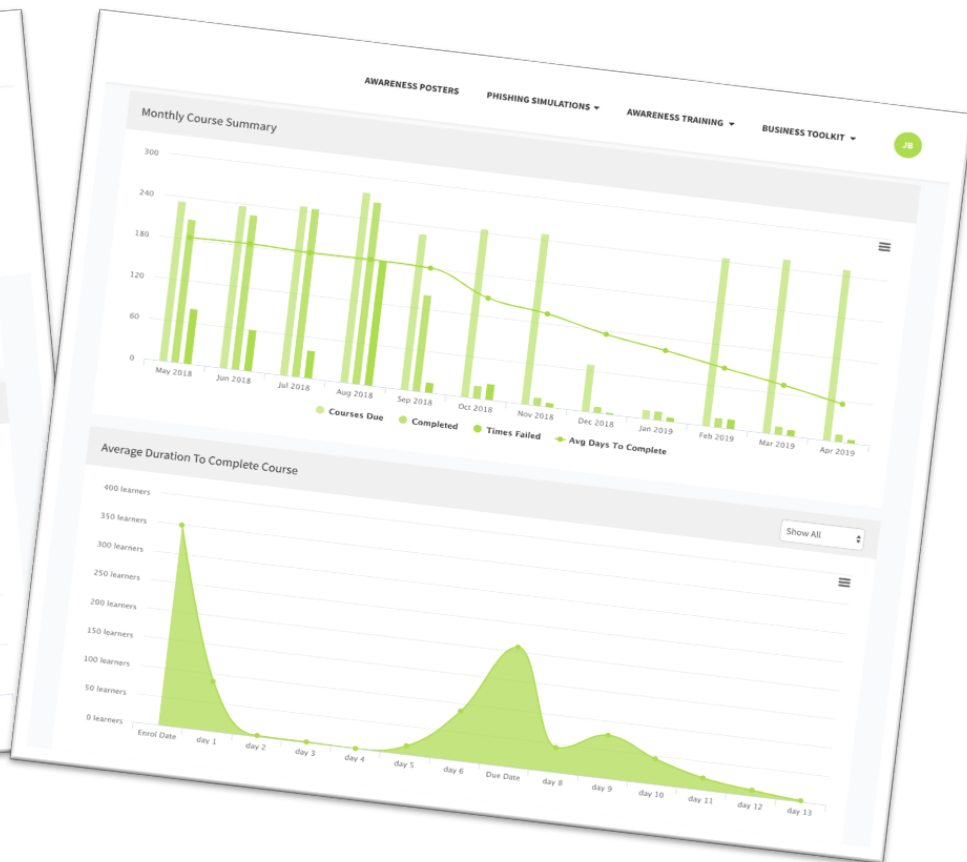 AWARENESS POSTERS PHISHING SIMULATIONS AWARENESS TRAINING BUSINESS TOOLKIT JB
Monthly Course Summary
300
240
180
120
60
0
May 2018 Jun 2018 Jul 2018 Aug 2018 Sep 2018 Oct 2018 Nov 2018 Dec 2018 Jan 2019 Feb 2019 Mar 2019 Apr 2019
Courses Due Completed Times Failed Avg Days To Complete
Average Duration To Complete Course
Show All
400 learners
350 learners
300 learners
250 learners
200 learners
150 learners
100 learners
50 learners
0 learners
Enrol Date day 1 day 2 day 3 day 4 day 5 day 6 Due Date day 8 day 9 day 10 day 11 day 12 day 13